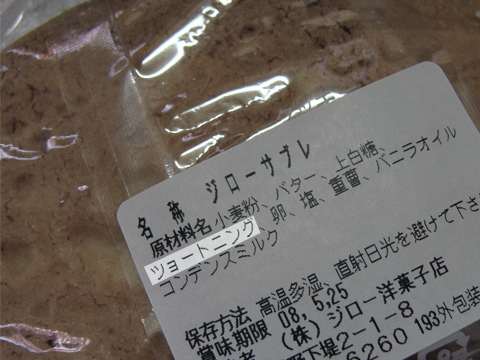 名称 ジローサブレ
原材料名 小麦粉、バター、上白糖、
ツョートニング 卵、塩、重曹、バニラオイル
コンデンスミルク
保存方法 高温多湿、直射日光を避けて下さ
賞味期限 08,5,25
者 (株)ジロー洋菓子店
下堤2-1-8
6260 193外包装